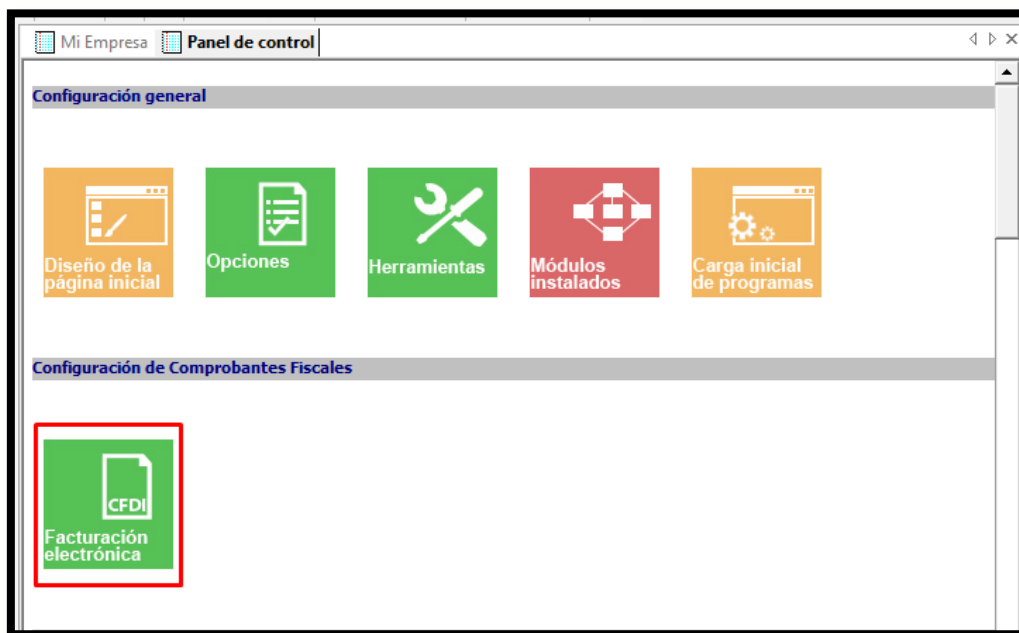 Mi Empresa Panel de control
Configuración general
Diseño de la
página inicial
Opciones
Herramientas
Módulos
instalados
Carga inicial
de programas
Configuración de Comprobantes Fiscales
CFDI
Facturación
electrónica